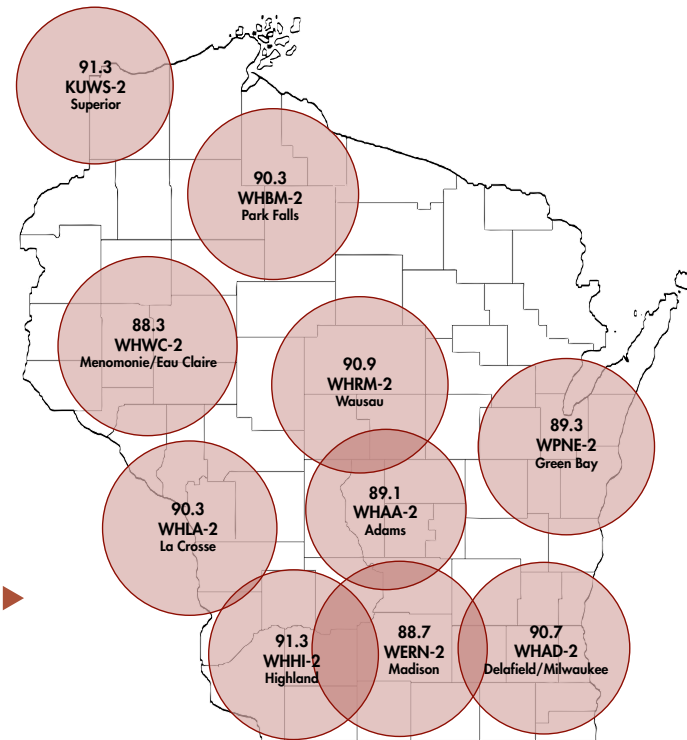 91.3
KUWS-2
Superior
90.3
WHBM-2
Park Falls
88.3
WHWC-2
Menomonie/Eau Claire
90.9
WHRM-2
Wausau
89.3
WPNE-2
Green Bay
90.3
WHLA-2
La Crosse
89.1
WHAA-2
Adams
91.3
WHHI-2
Highland
88.7
WERN-2
Madison
90.7
WHAD-2
Delafield/Milwaukee